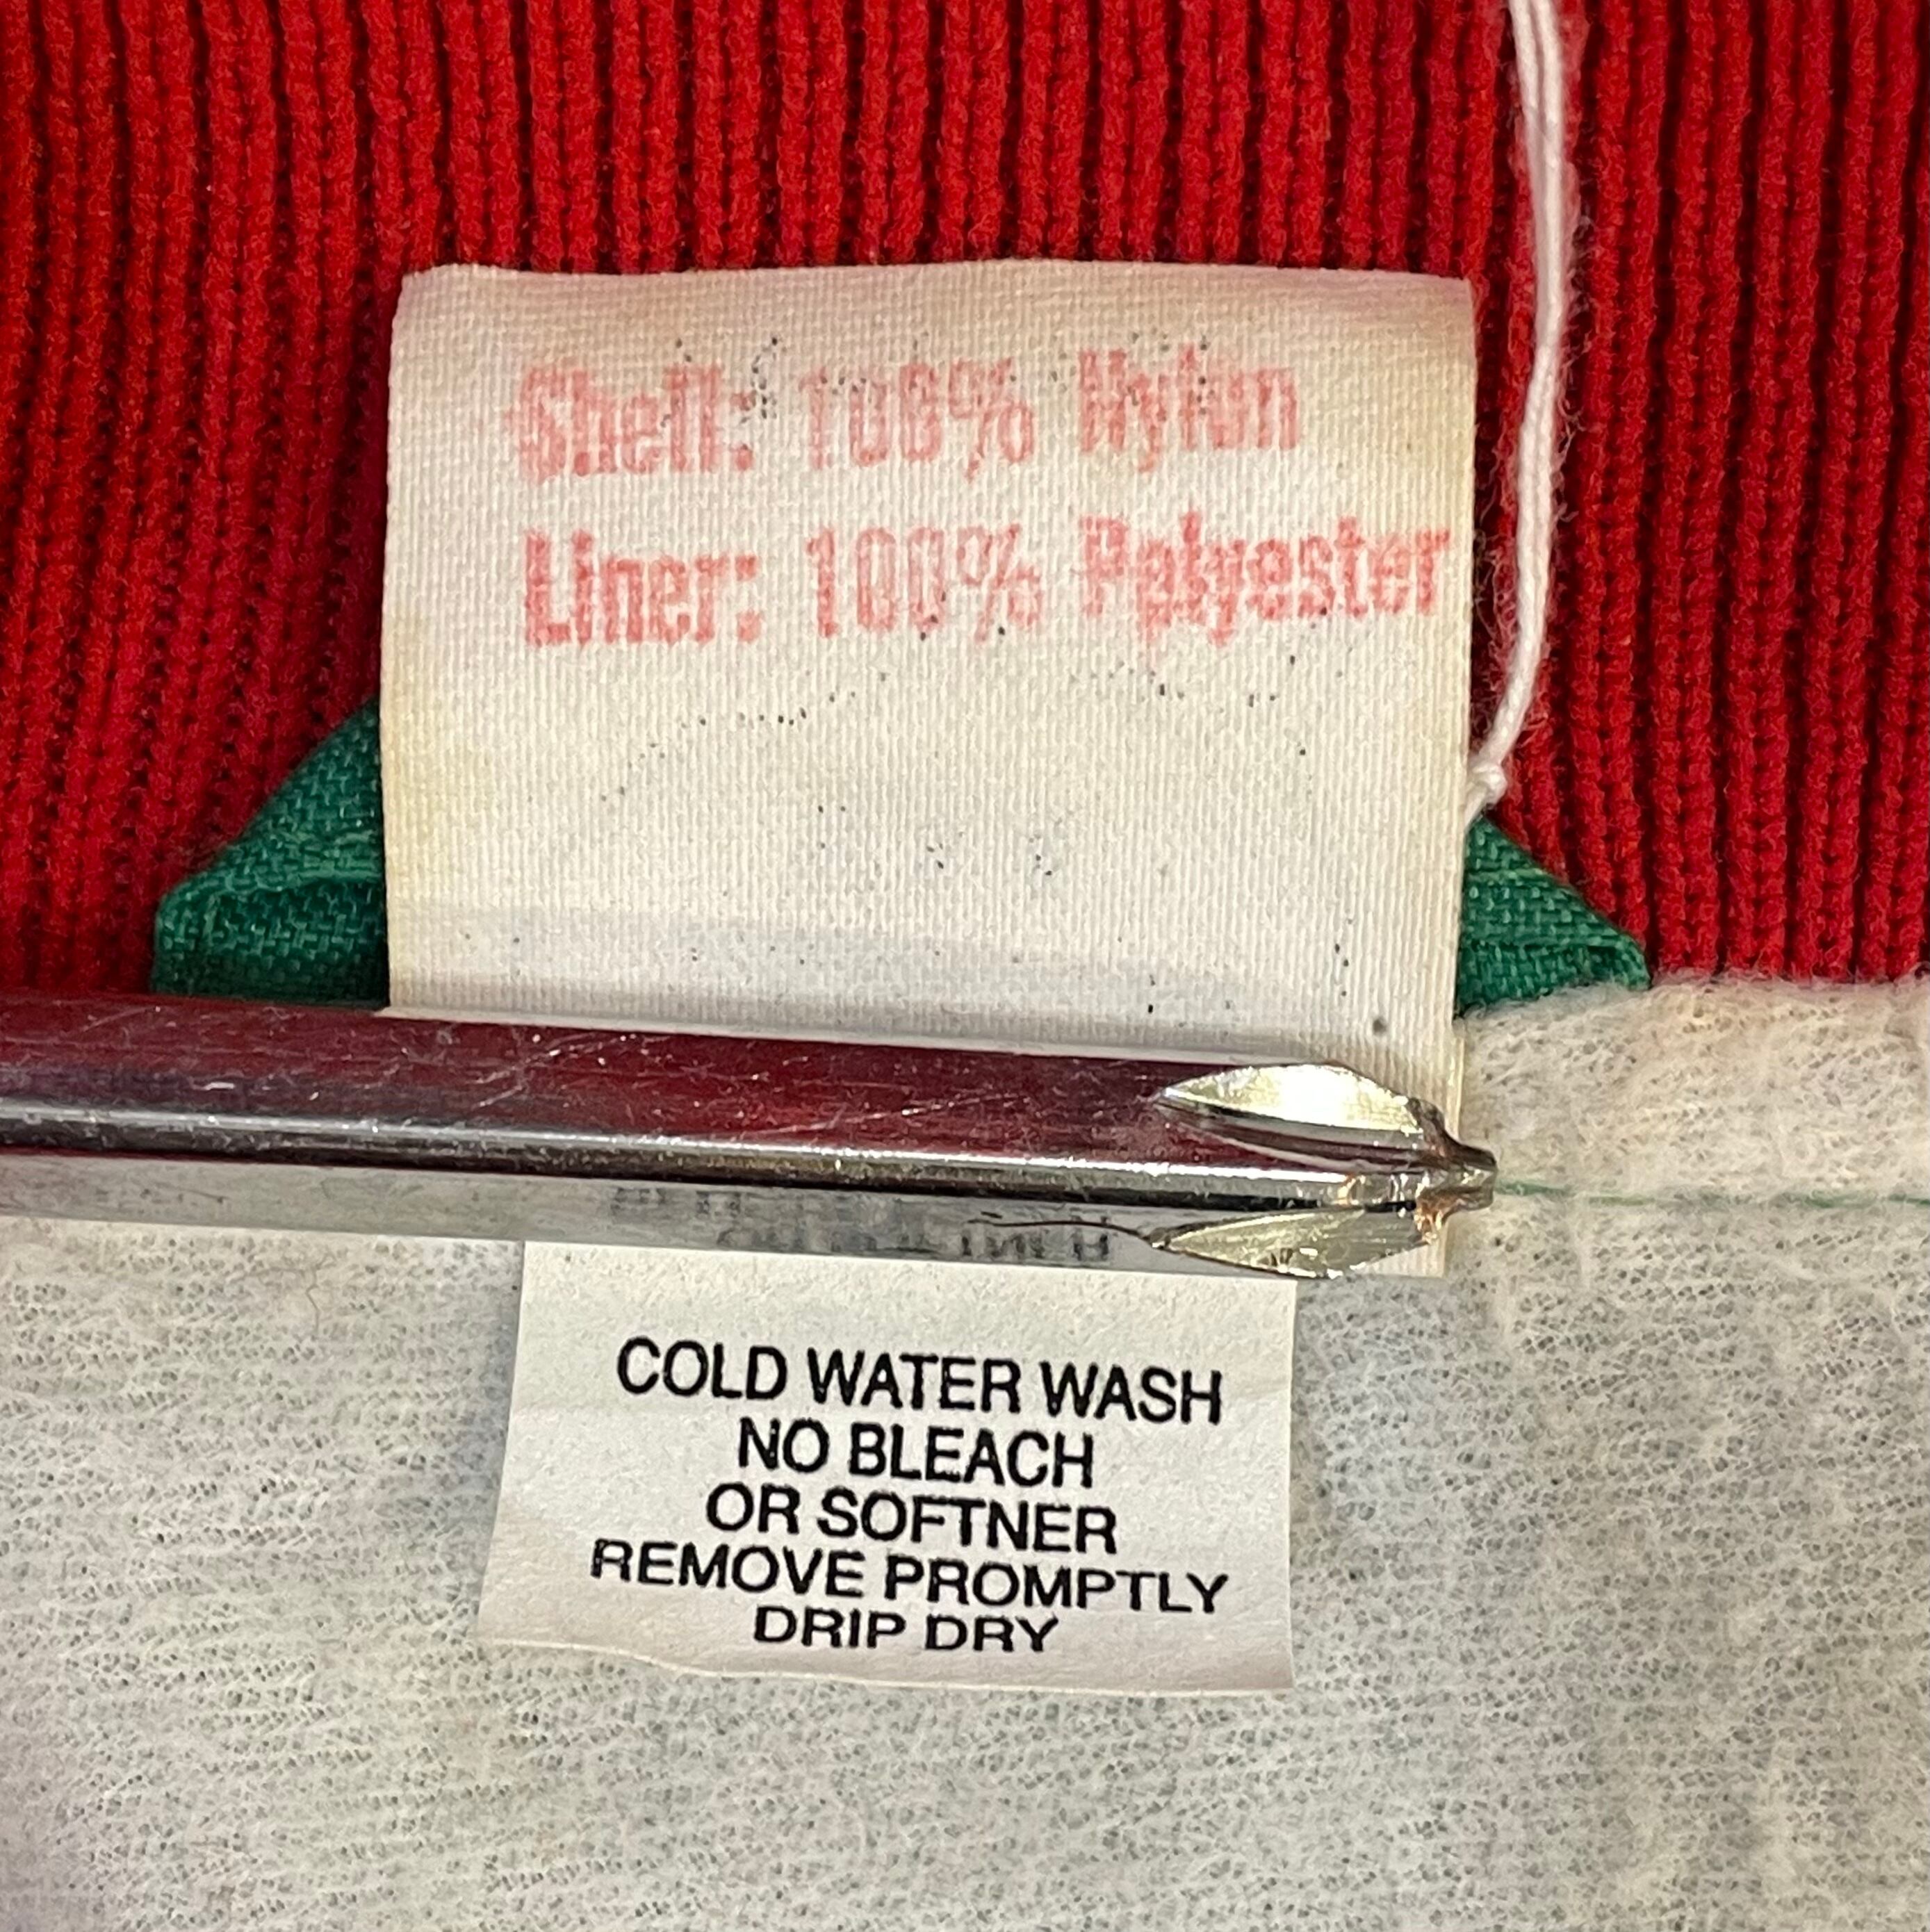 Shell: 100% Nylon
Liner: 100% Polyester
COLD WATER WASH
NO BLEACH
OR SOFTNER
REMOVE PROMPTLY
DRIP DRY